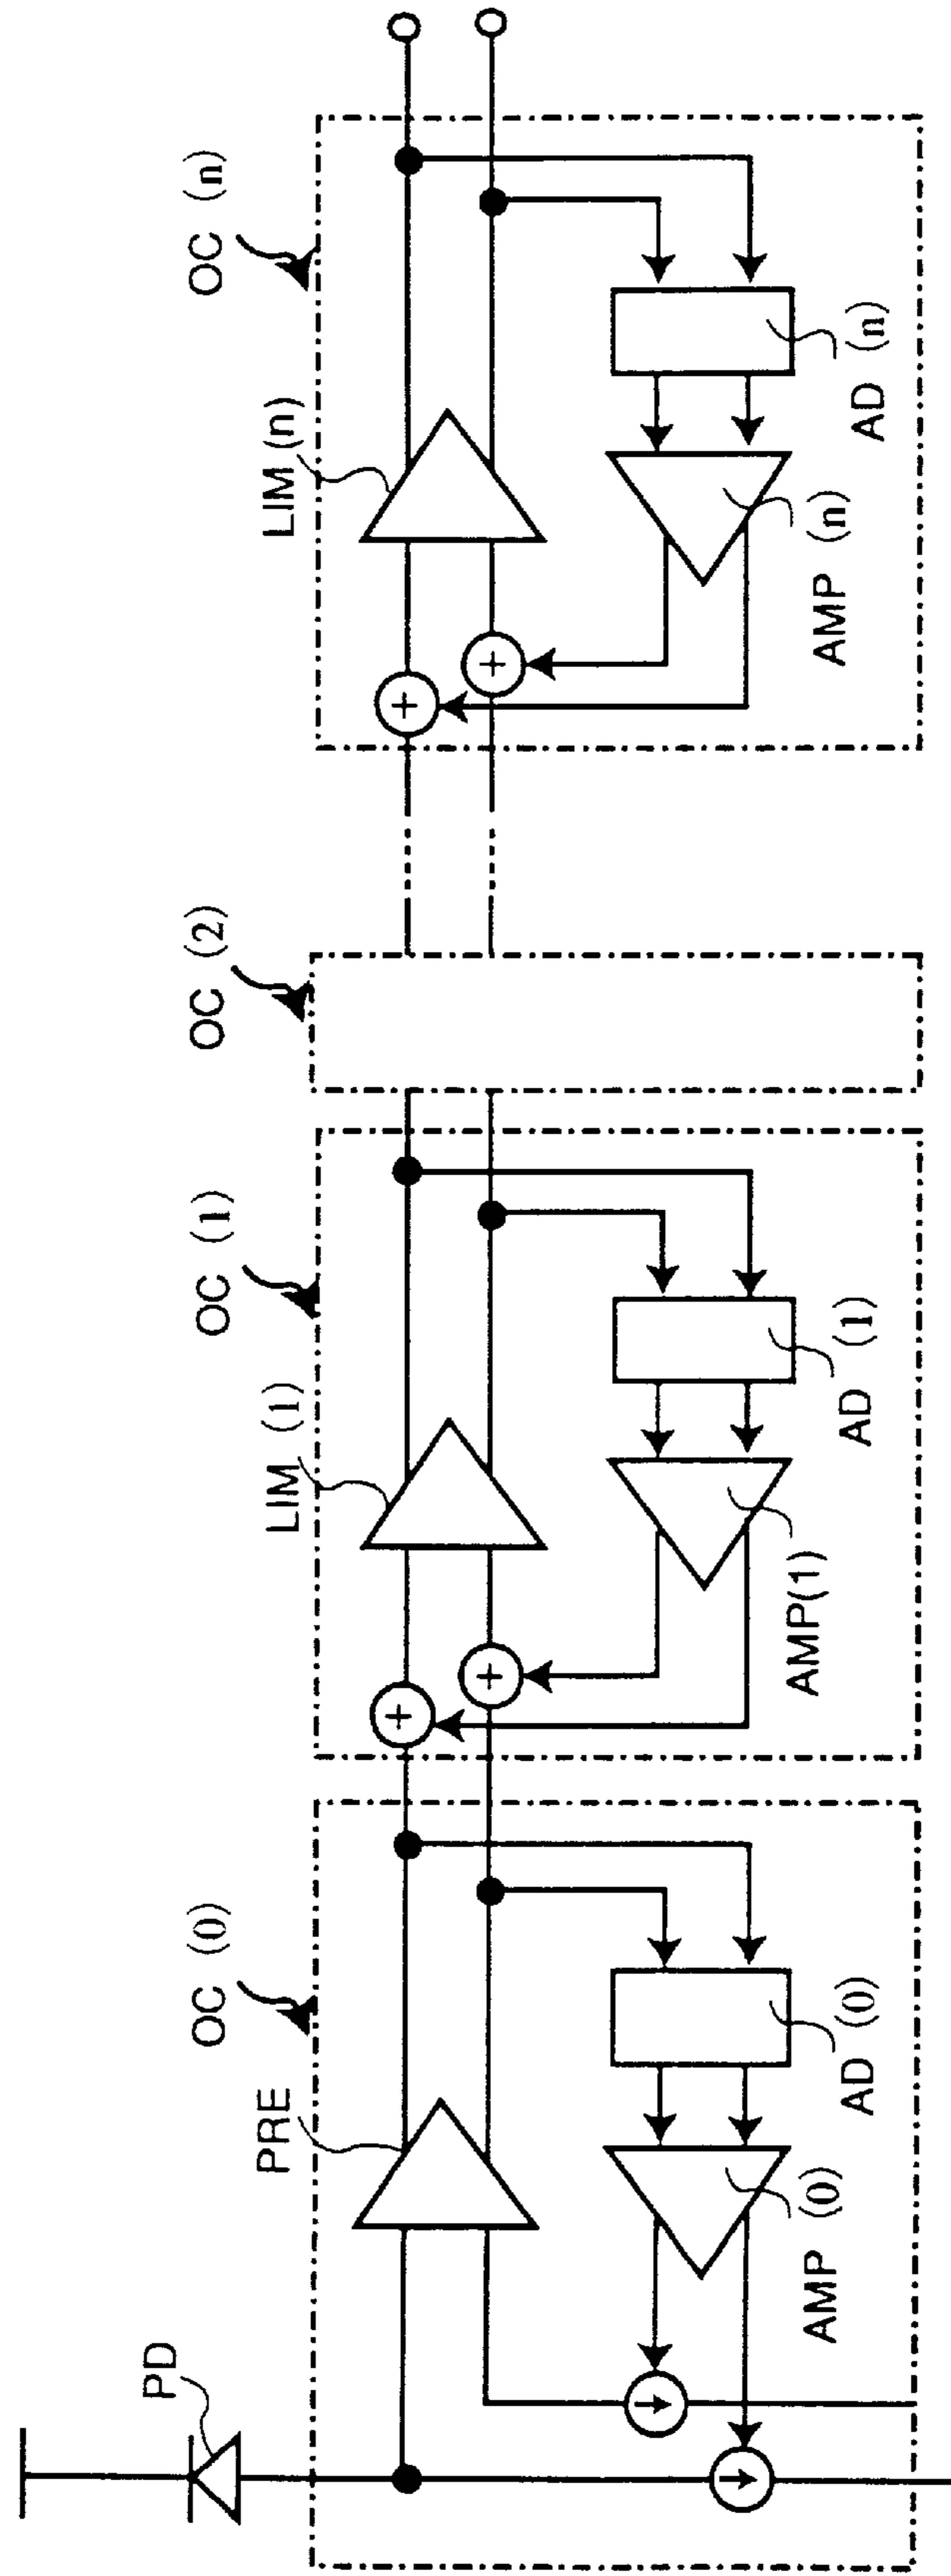 PD
OC (0)
PRE
AMP (0)
AD (0)
OC (1)
LIM (1)
AMP(1)
AD (1)
OC (2)
OC (n)
LIM (n)
AMP (n)
AD (n)
+
+
+
+